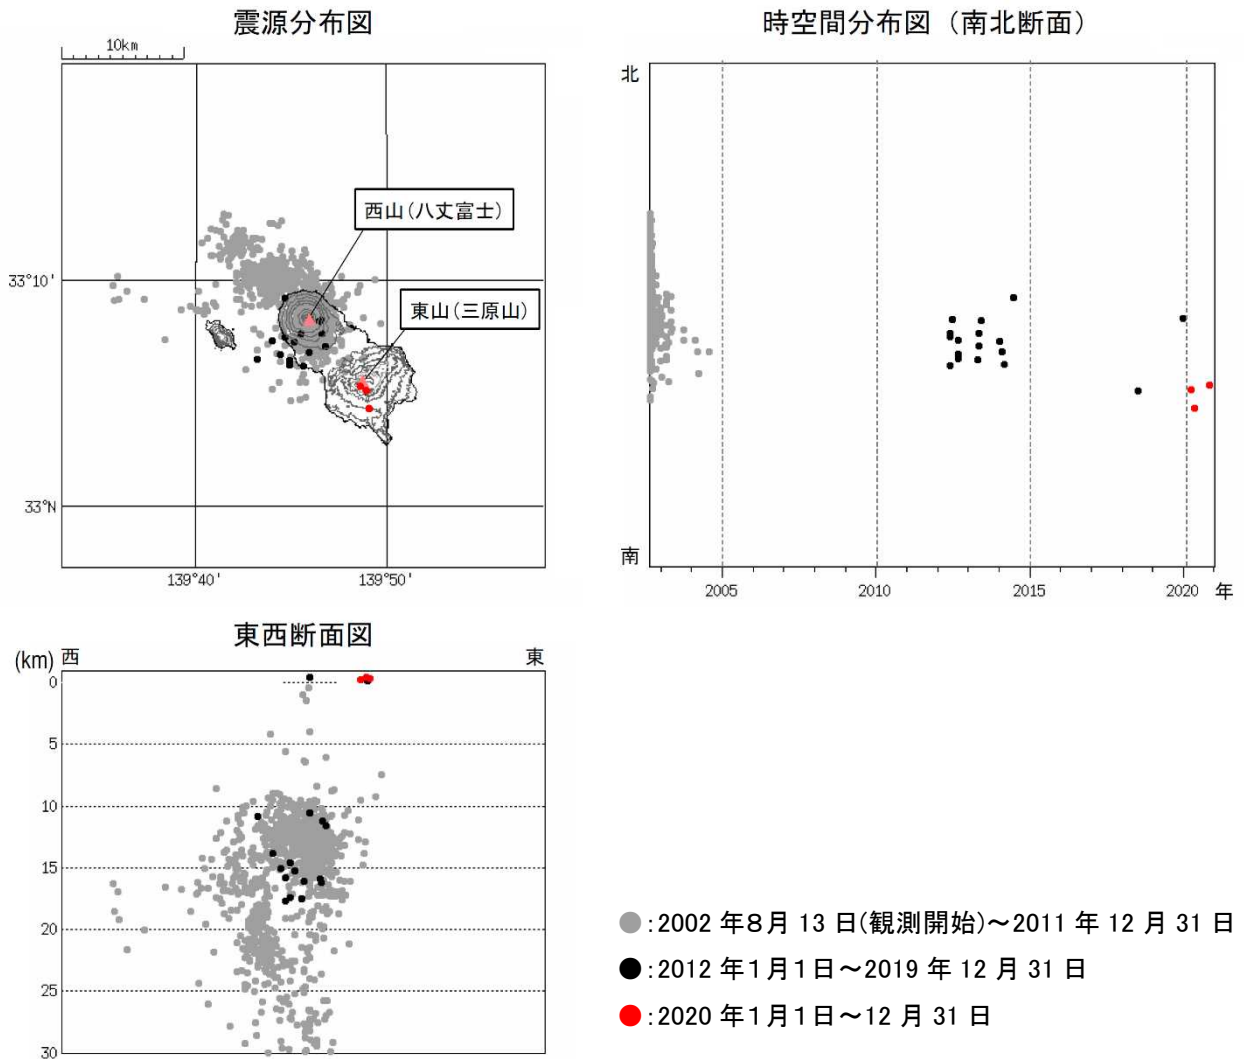 震源分布図
10km
西山(八丈富士)
東山(三原山)
33°10'
33°N
139°40'
139°50'
時空間分布図（南北断面）
北
南
2005
2010
2015
2020
年
東西断面図
(km)
西
東
0
5
10
15
20
25
30
●:2002 年８月 13 日(観測開始)～2011 年 12 月 31 日
●:2012 年１月１日～2019 年 12 月 31 日
●:2020 年１月１日～12 月 31 日